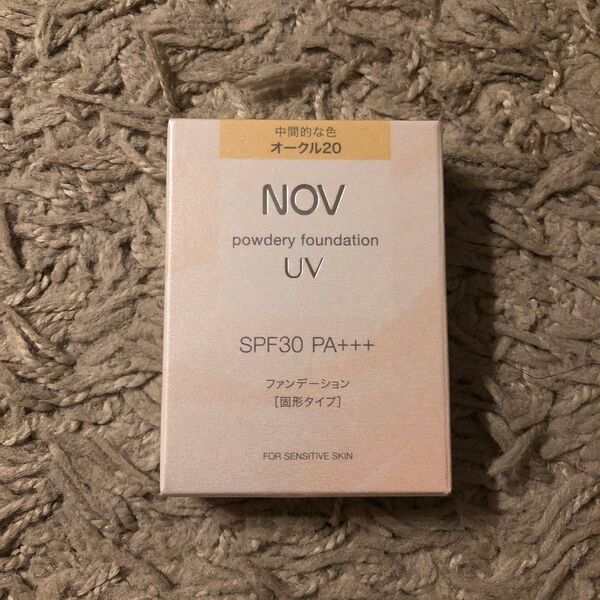 中間的な色
オークル20
NOV
powdery foundation
UV
SPF30 PA+++
ファンデーション
[固形タイプ]
FOR SENSITIVE SKIN